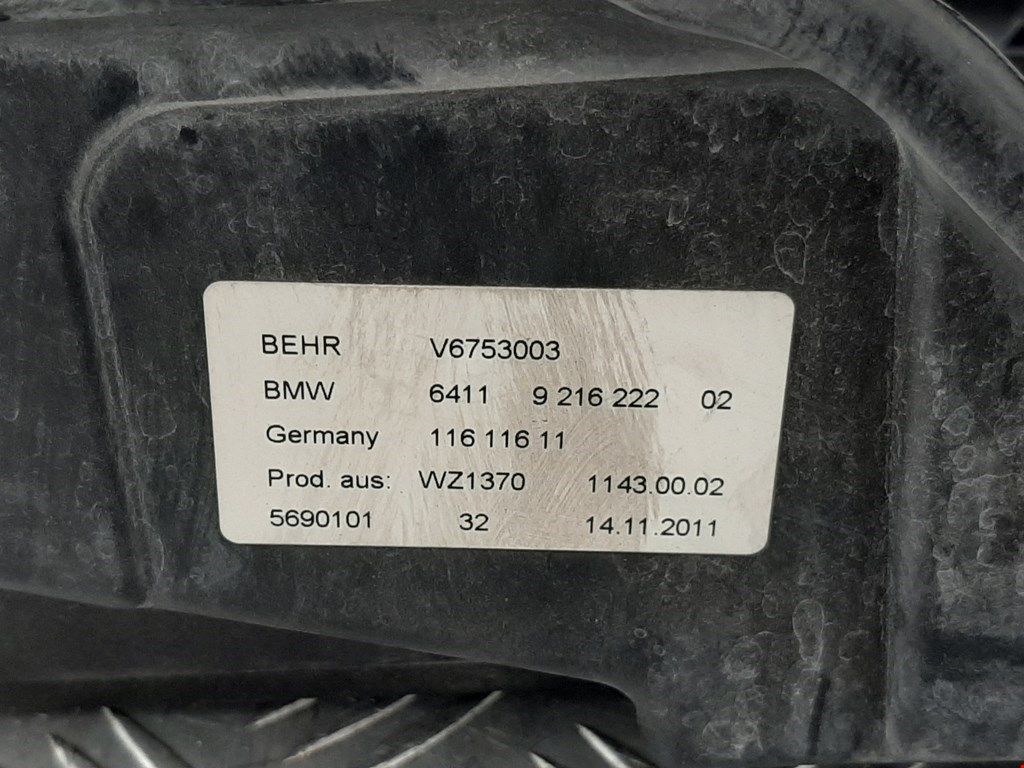 BEHR V6753003
BMW 6411 9 216 222 02
Germany 116 116 11
Prod. aus: WZ1370 1143.00.02
5690101 32 14.11.2011